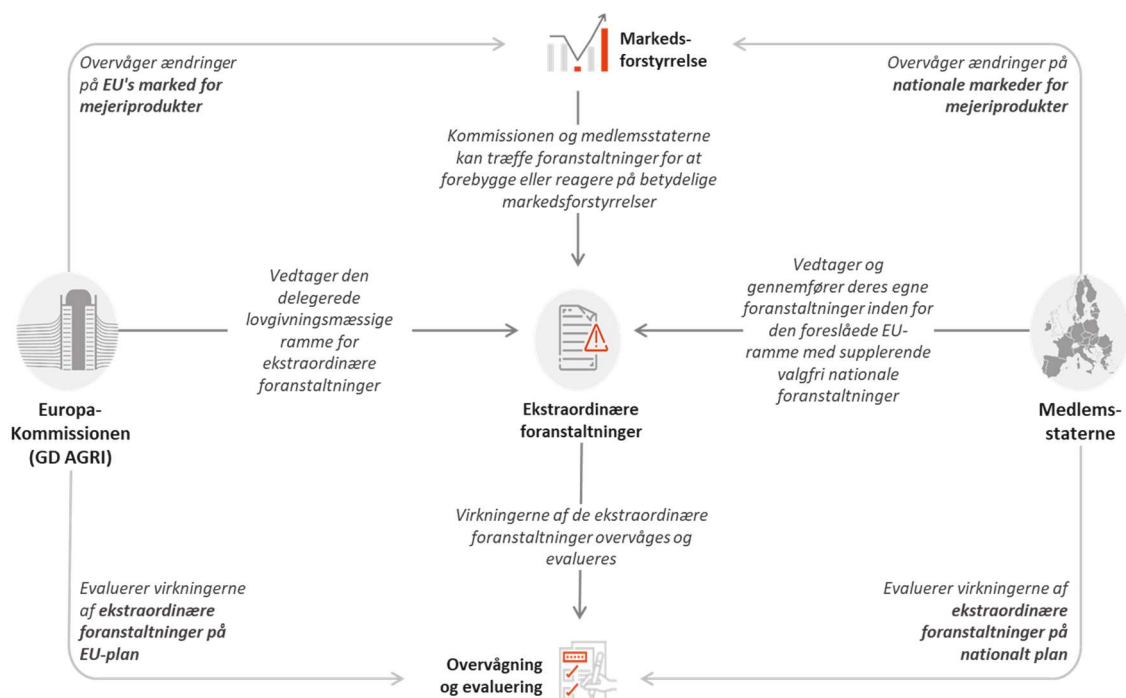 Markeds-
forstyrrelse
Overvåger ændringer
på EU's marked for
mejeriprodukter
Overvåger ændringer på
nationale markeder for
mejeriprodukter
Kommissionen og medlemsstaterne
kan træffe foranstaltninger for at
forebygge eller reagere på betydelige
markedsforstyrrelser
Vedtager den
delegerede
lovgivningsmæssige
ramme for
ekstraordinære
foranstaltninger
Vedtager og
gennemfører deres egne
foranstaltninger inden for
den foreslåede EU-
ramme med supplerende
valgfri nationale
foranstaltninger
Europa-
Kommissionen
(GD AGRI)
Ekstraordinære
foranstaltninger
Medlems-
staterne
Virkningerne af de ekstraordinære
foranstaltninger overvåges og
evalueres
Evaluerer virkningerne
af ekstraordinære
foranstaltninger på
EU-plan
Evaluerer virkningerne af
ekstraordinære
foranstaltninger på
nationalt plan
Overvågning
og evaluering